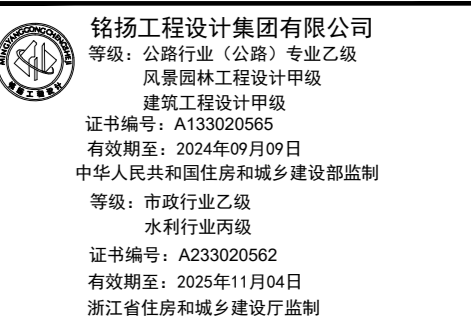 铭扬工程设计集团有限公司
等级：公路行业（公路）专业乙级
风景园林工程设计甲级
建筑工程设计甲级
证书编号：A133020565
有效期至：2024年09月09日
中华人民共和国住房和城乡建设部监制
等级：市政行业乙级
水利行业丙级
证书编号：A233020562
有效期至：2025年11月04日
浙江省住房和城乡建设厅监制
铭扬工程设计